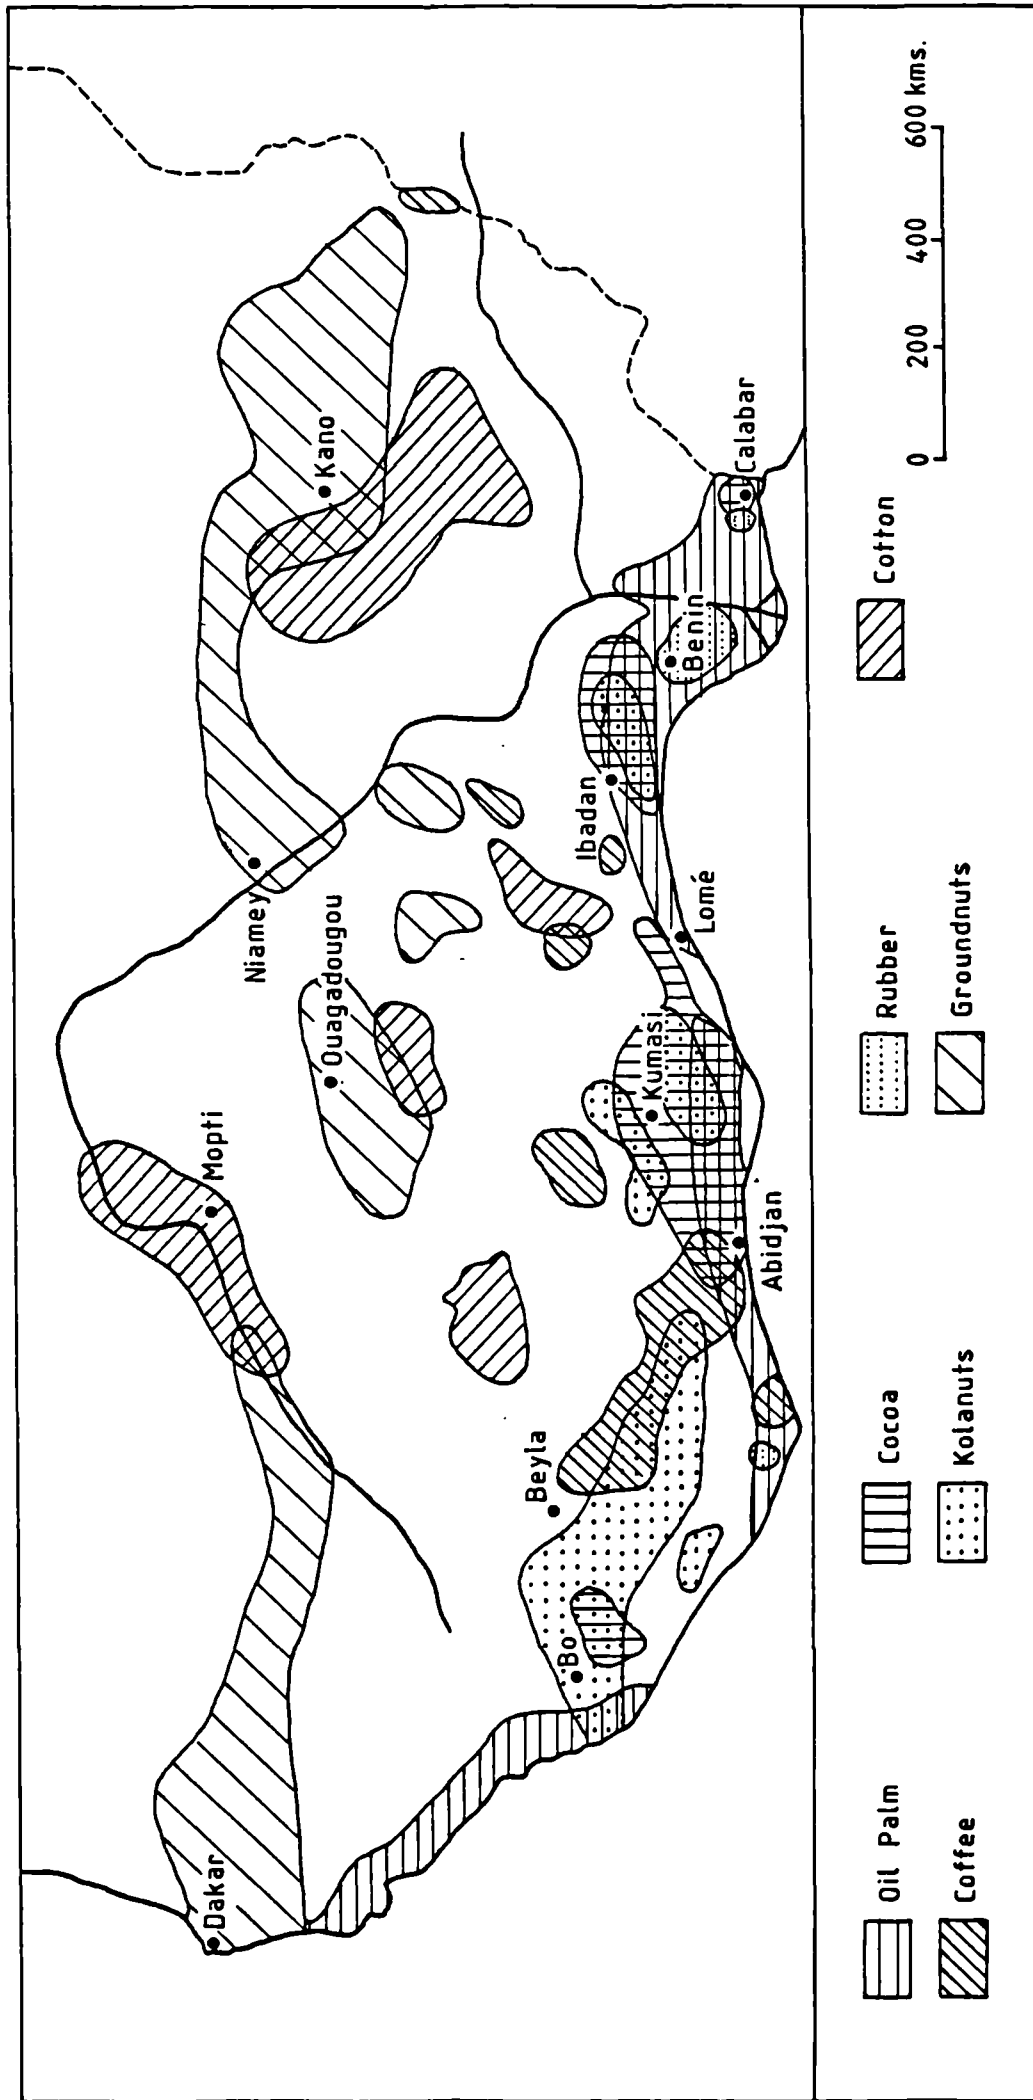 Dakar
Mopti
Niamey
Ouagadougou
Kano
Bo
Beyla
Abidjan
Kumasi
Lomé
Ibadan
Benin
Calabar
Oil Palm
Cocoa
Rubber
Cotton
Coffee
Kolanuts
Groundnuts
0 200 400 600 kms.